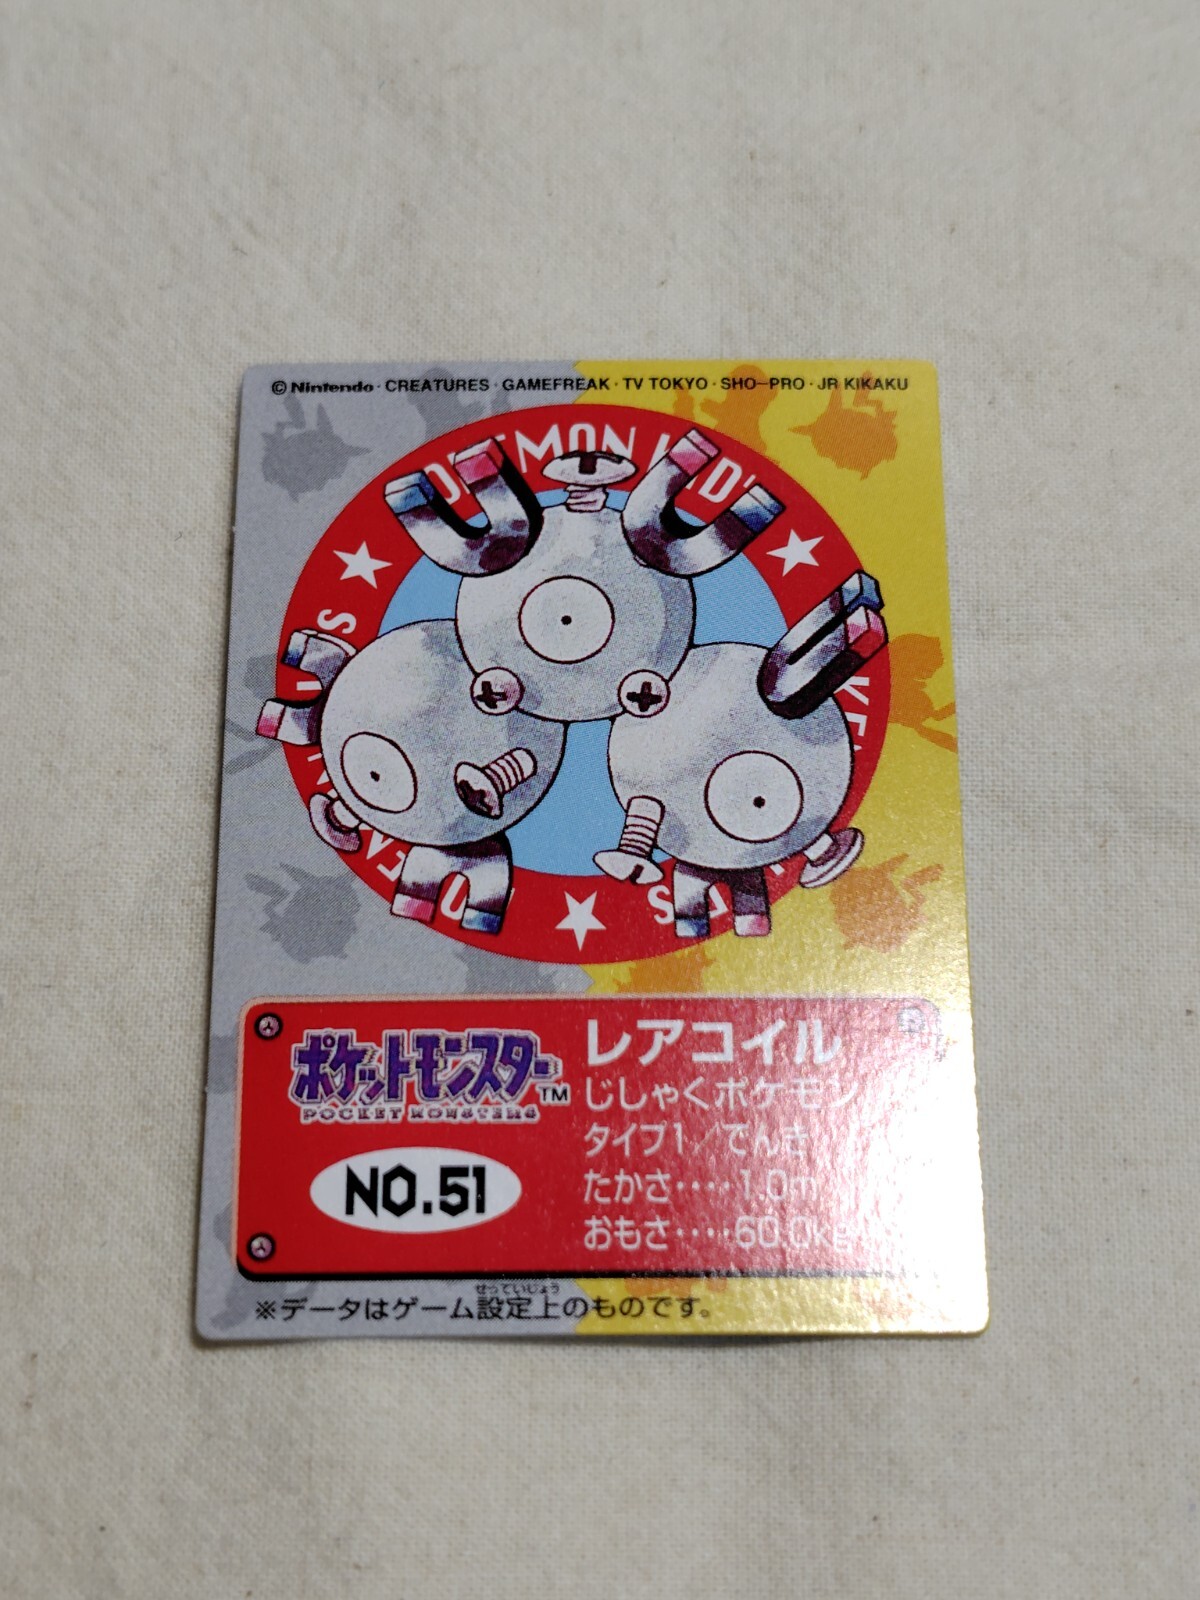 ©Nintendo・CREATURES・GAMEFREAK・TV TOKYO・SHO-PRO・JR KIKAKU
ポケットモンスター™
POCKET MONSTERS
NO.51
レアコイル
じしゃくポケモン
タイプ1/でんき
たかさ‥‥1.0m
おもさ‥‥60.0kg
せっていじょう
※データはゲーム設定上のものです。